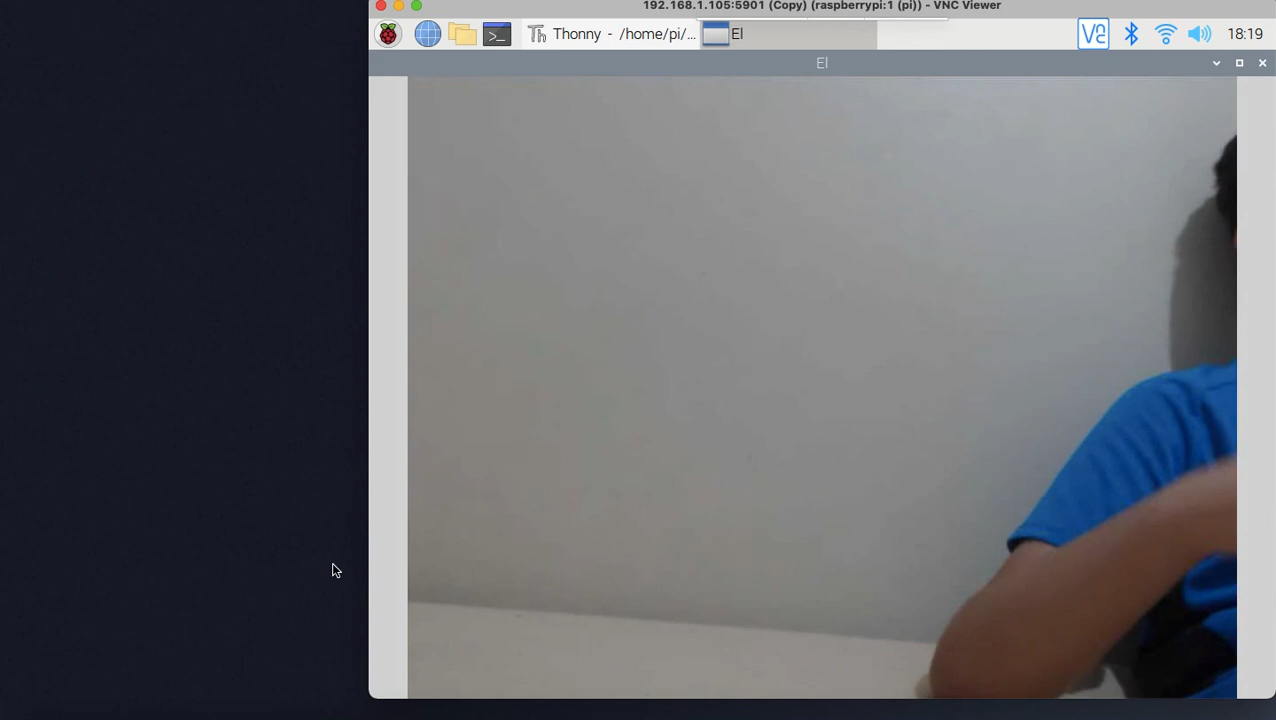 192.168.1.105:5901 (Copy) (raspberrypi:1 (pi)) - VNC Viewer
Thonny - /home/pi/...
El
18:19
El